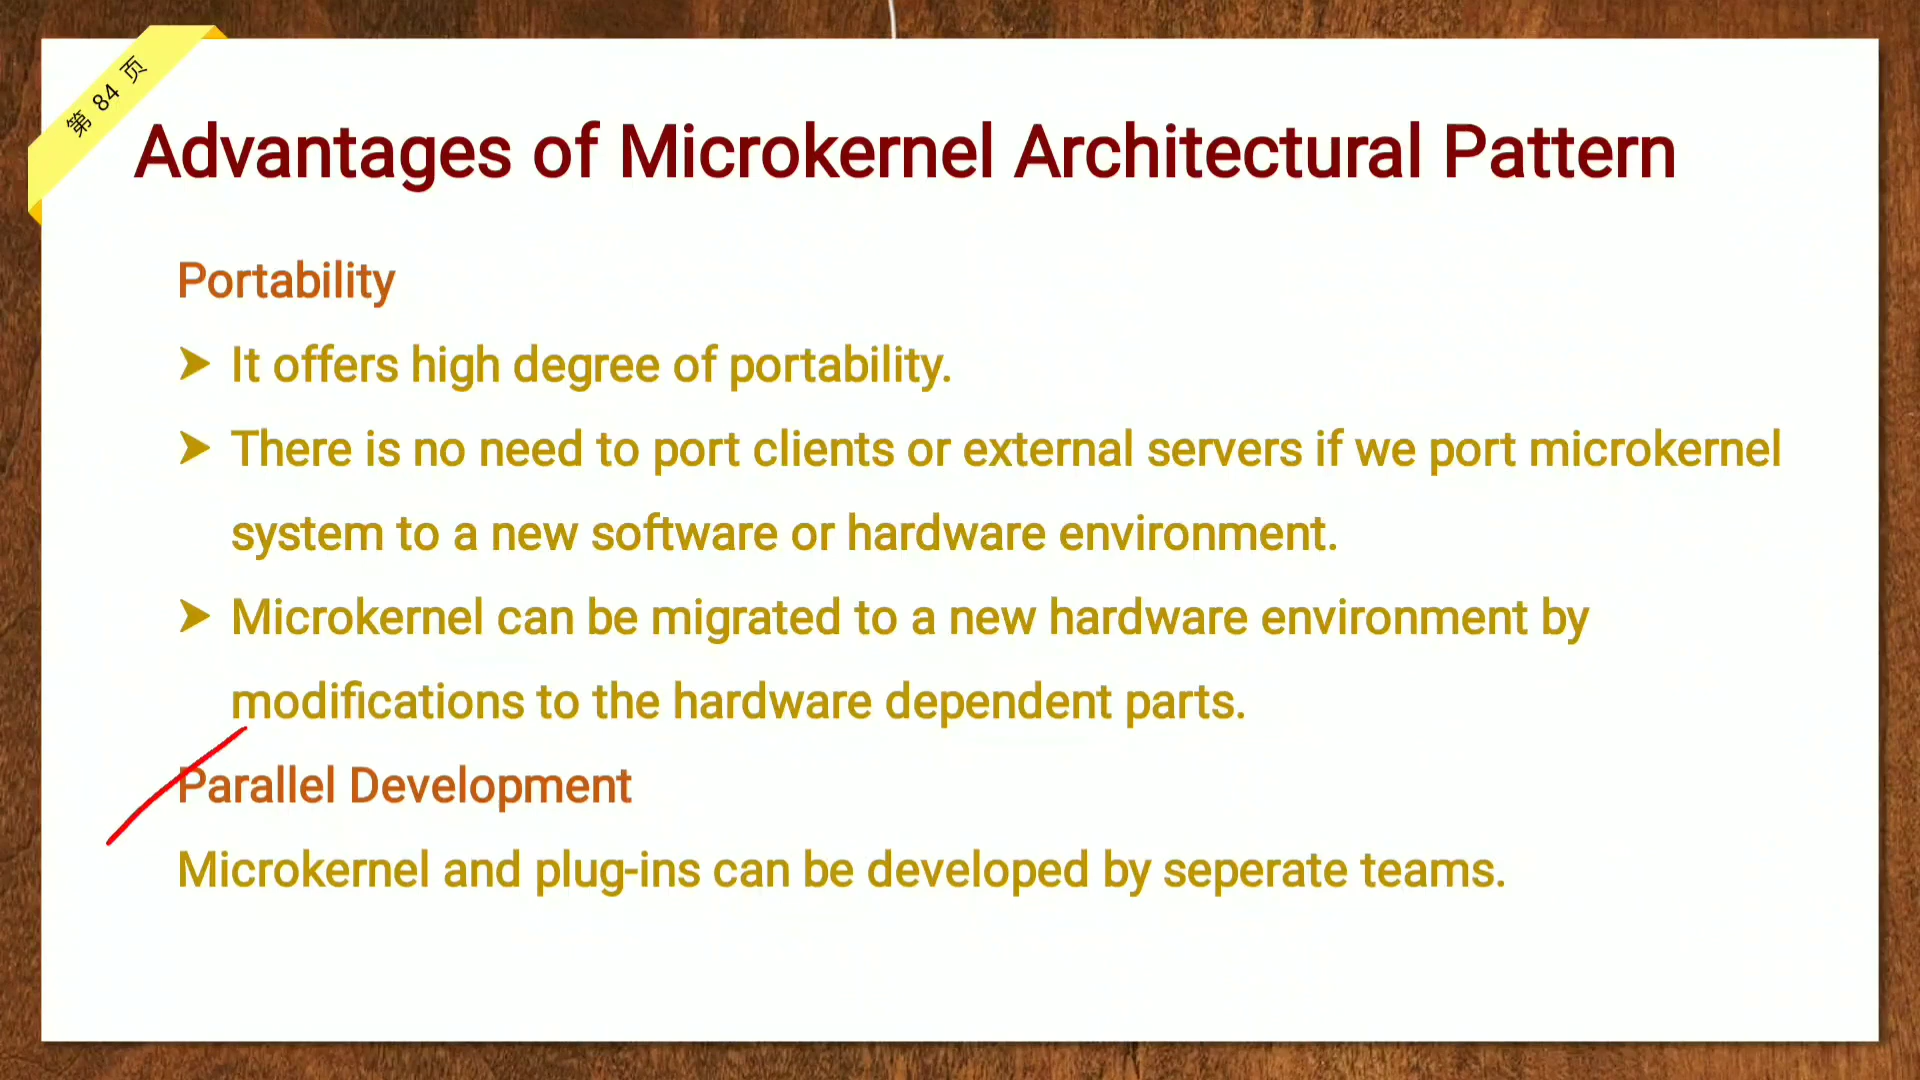 第 84 页
Advantages of Microkernel Architectural Pattern
Portability
➤ It offers high degree of portability.
➤ There is no need to port clients or external servers if we port microkernel
system to a new software or hardware environment.
➤ Microkernel can be migrated to a new hardware environment by
modifications to the hardware dependent parts.
Parallel Development
Microkernel and plug-ins can be developed by seperate teams.